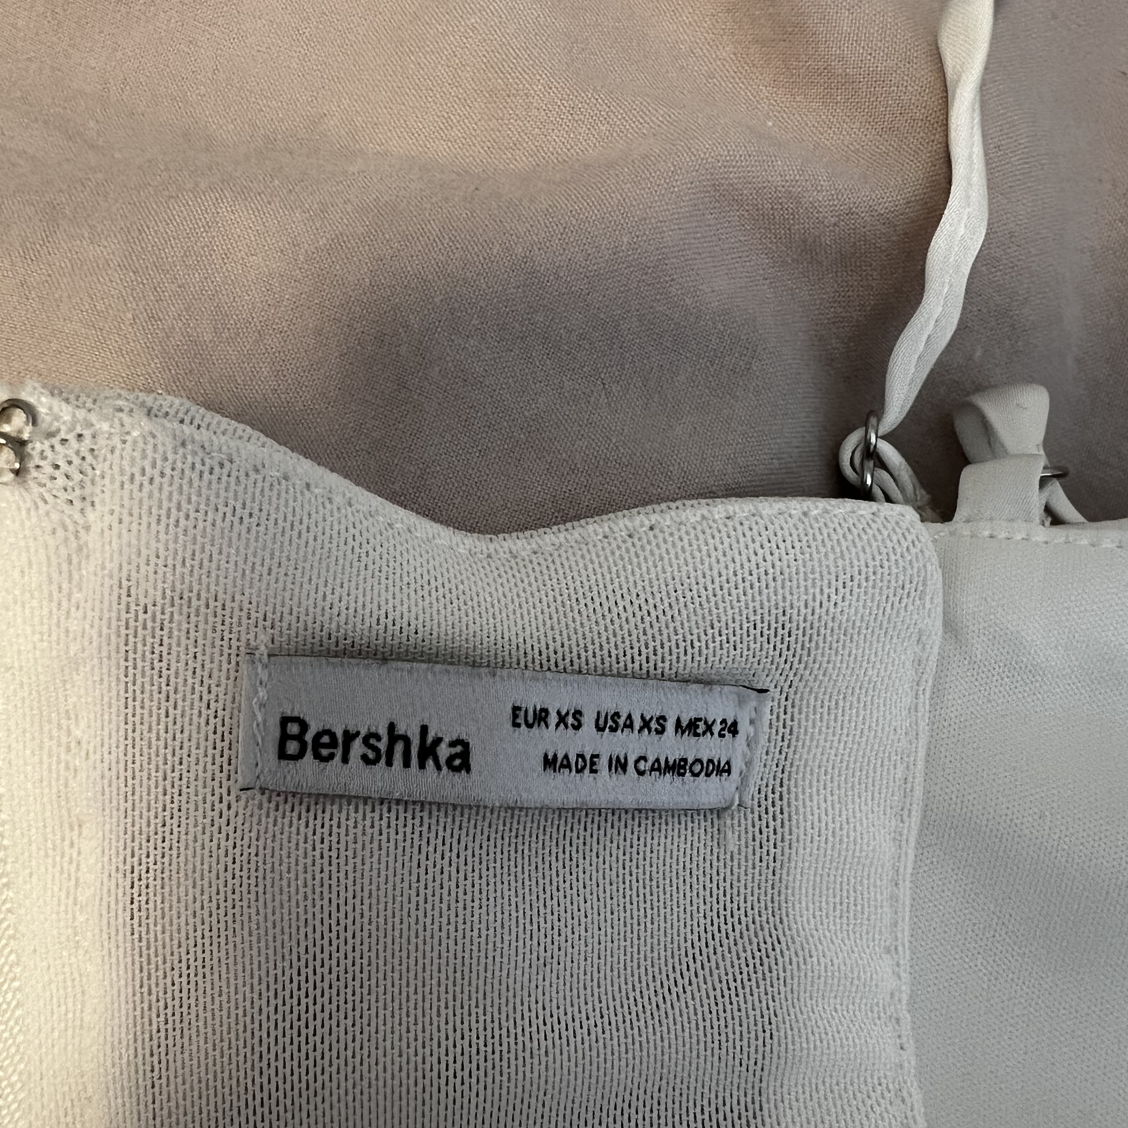 Bershka
EUR XS USA XS MEX 24
MADE IN CAMBODIA